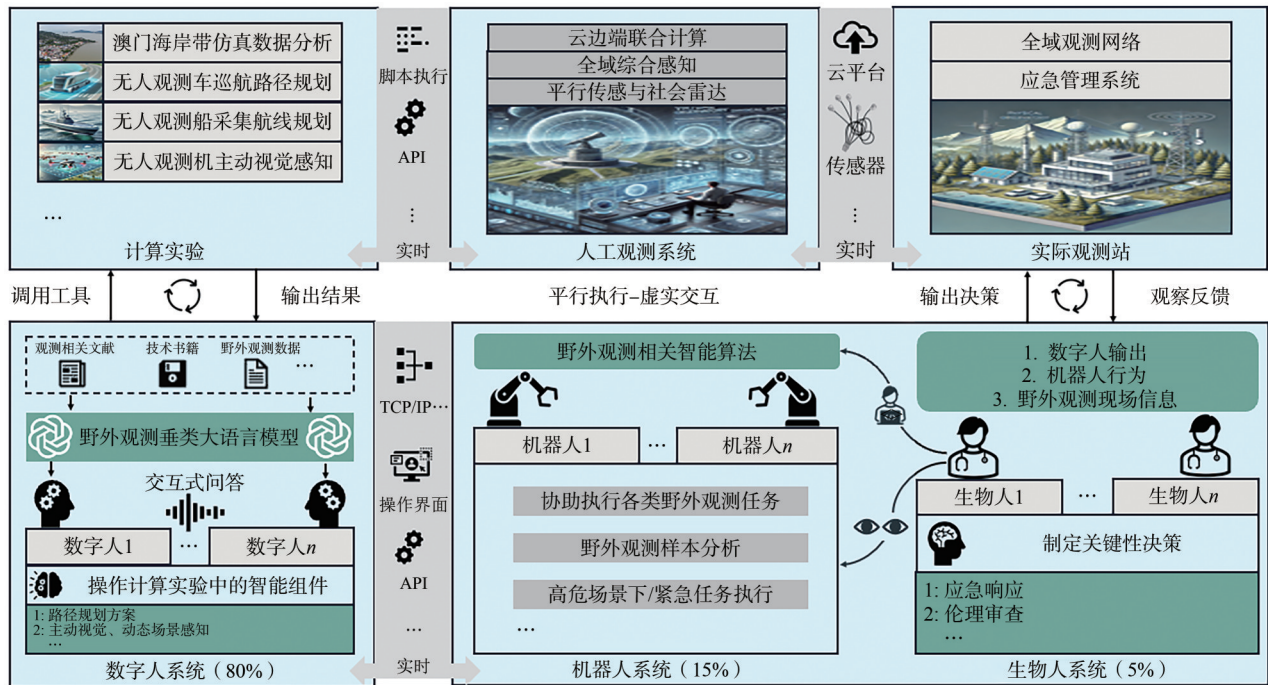 澳门海岸带仿真数据分析
无人观测车巡航路径规划
无人观测船采集航线规划
无人观测机主动视觉感知
…
计算实验
脚本执行
API
…
实时
云边端联合计算
全域综合感知
平行传感与社会雷达
人工观测系统
云平台
传感器
…
实时
全域观测网络
应急管理系统
实际观测站
调用工具
输出结果
平行执行–虚实交互
输出决策
观察反馈
观测相关文献 技术书籍 野外观测数据 …
野外观测垂类大语言模型
交互式问答
数字人1 … 数字人n
操作计算实验中的智能组件
1: 路径规划方案
2: 主动视觉、动态场景感知
…
数字人系统（80%）
TCP/IP…
操作界面
API
…
实时
野外观测相关智能算法
机器人1 … 机器人n
协助执行各类野外观测任务
野外观测样本分析
高危场景下/紧急任务执行
…
机器人系统（15%）
1. 数字人输出
2. 机器人行为
3. 野外观测现场信息
生物人1 … 生物人n
制定关键性决策
1: 应急响应
2: 伦理审查
…
生物人系统（5%）